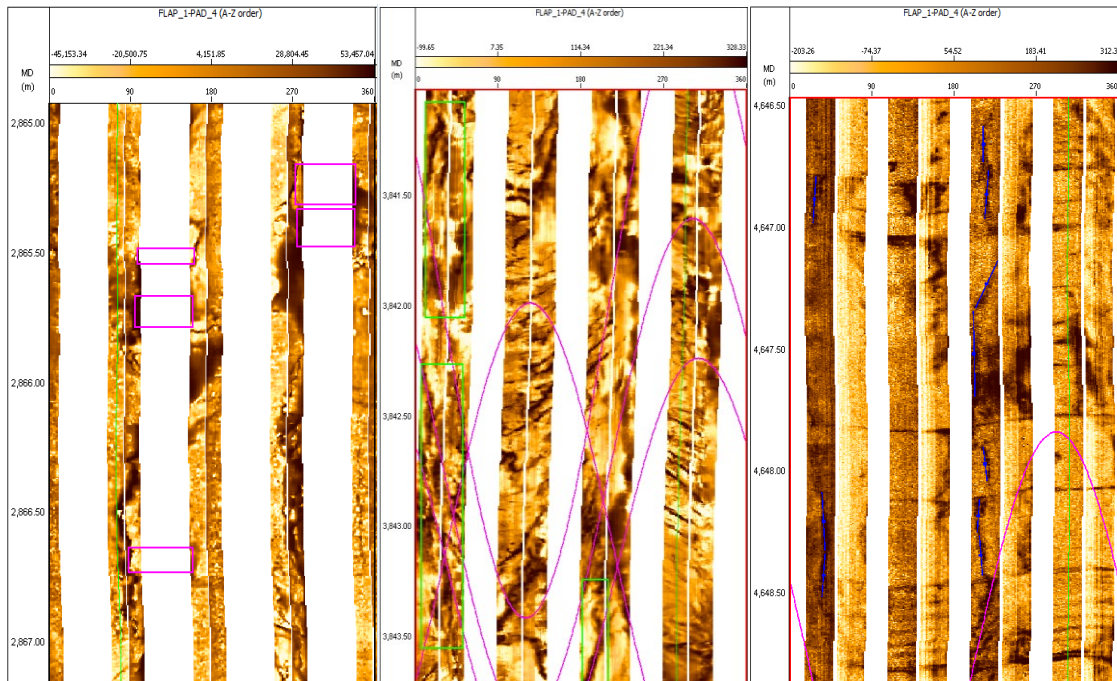 FLAP_1-PAD_4 (A-Z order)
-45,153.34 -20,500.75 4,151.85 28,804.45 53,457.04
MD
(m)
0 90 180 270 360
2,865.00
2,865.50
2,866.00
2,866.50
2,867.00
FLAP_1-PAD_4 (A-Z order)
-99.65 7.35 114.34 221.34 328.33
MD
(m)
0 90 180 270 360
3,841.50
3,842.00
3,842.50
3,843.00
3,843.50
FLAP_1-PAD_4 (A-Z order)
-203.26 -74.37 54.52 183.41 312.3
MD
(m)
0 90 180 270 360
4,646.50
4,647.00
4,647.50
4,648.00
4,648.50